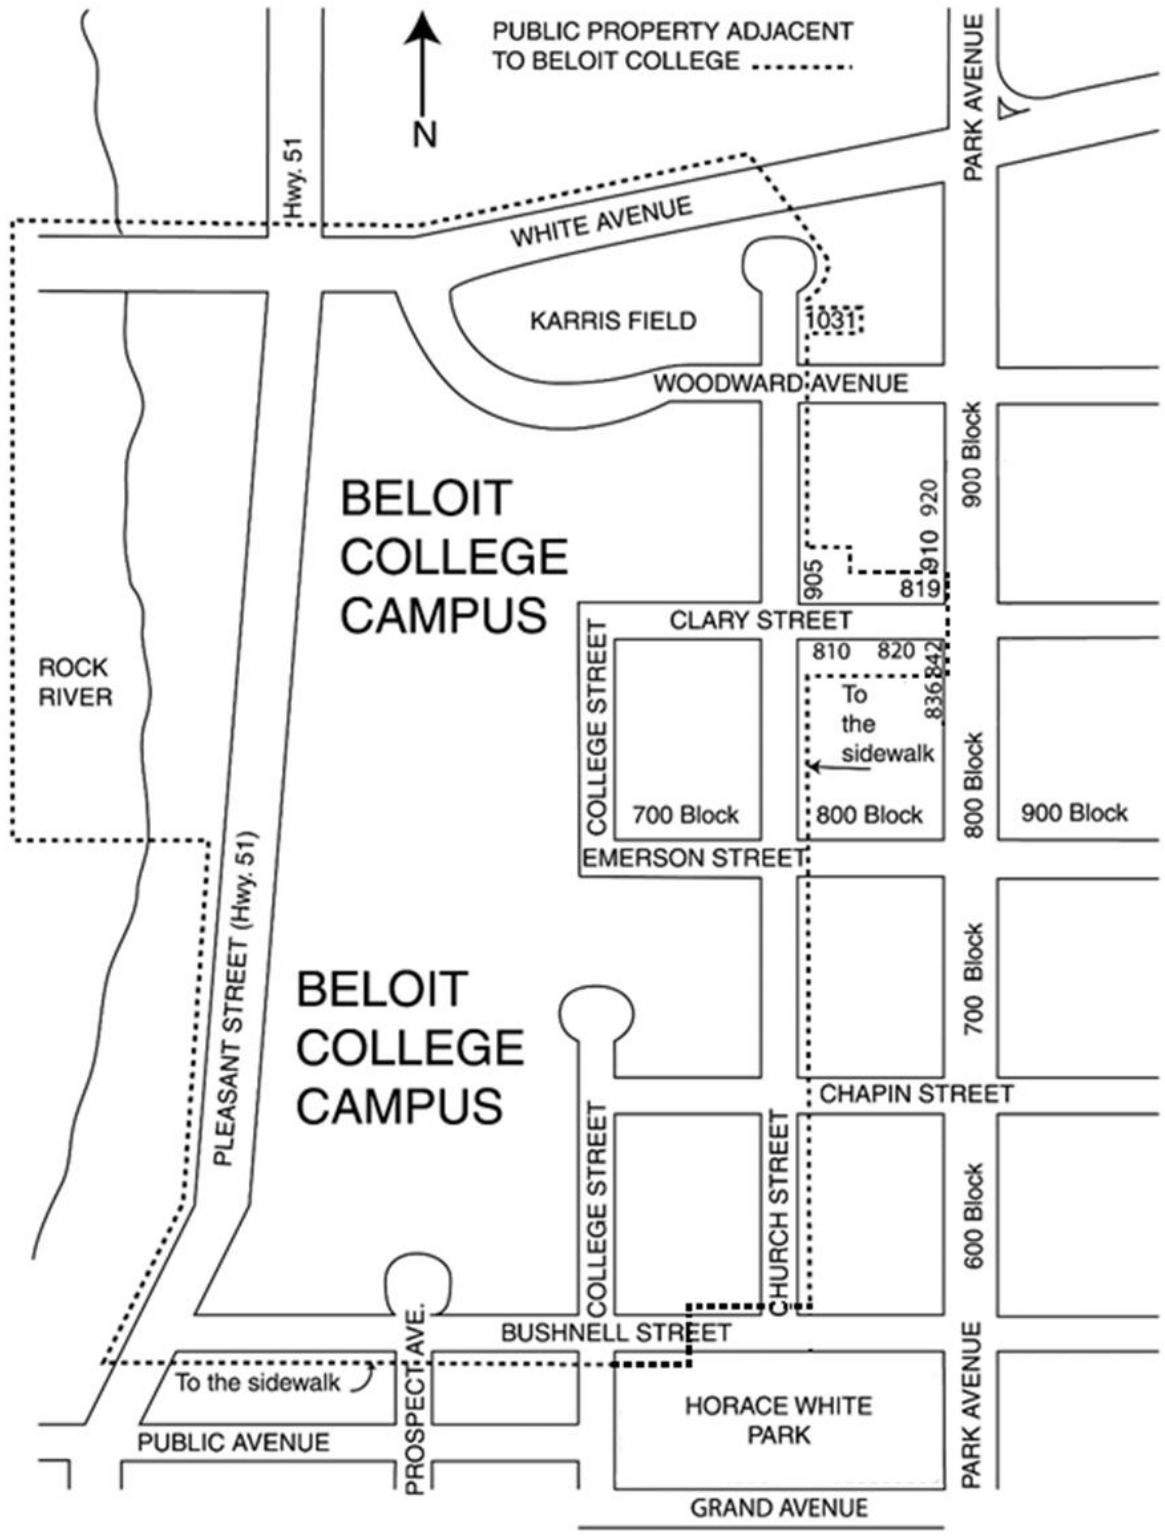 PUBLIC PROPERTY ADJACENT
TO BELOIT COLLEGE
PARK AVENUE
N
Hwy. 51
WHITE AVENUE
KARRIS FIELD
1031
WOODWARD AVENUE
900 Block
BELOIT
COLLEGE
CAMPUS
920
910
905
819
CLARY STREET
ROCK
RIVER
COLLEGE STREET
810
820
842
836
To
the
sidewalk
800 Block
700 Block
800 Block
900 Block
EMERSON STREET
PLEASANT STREET (Hwy. 51)
700 Block
BELOIT
COLLEGE
CAMPUS
CHAPIN STREET
COLLEGE STREET
CHURCH STREET
600 Block
BUSHNELL STREET
To the sidewalk
PROSPECT AVE.
HORACE WHITE
PARK
PARK AVENUE
PUBLIC AVENUE
GRAND AVENUE